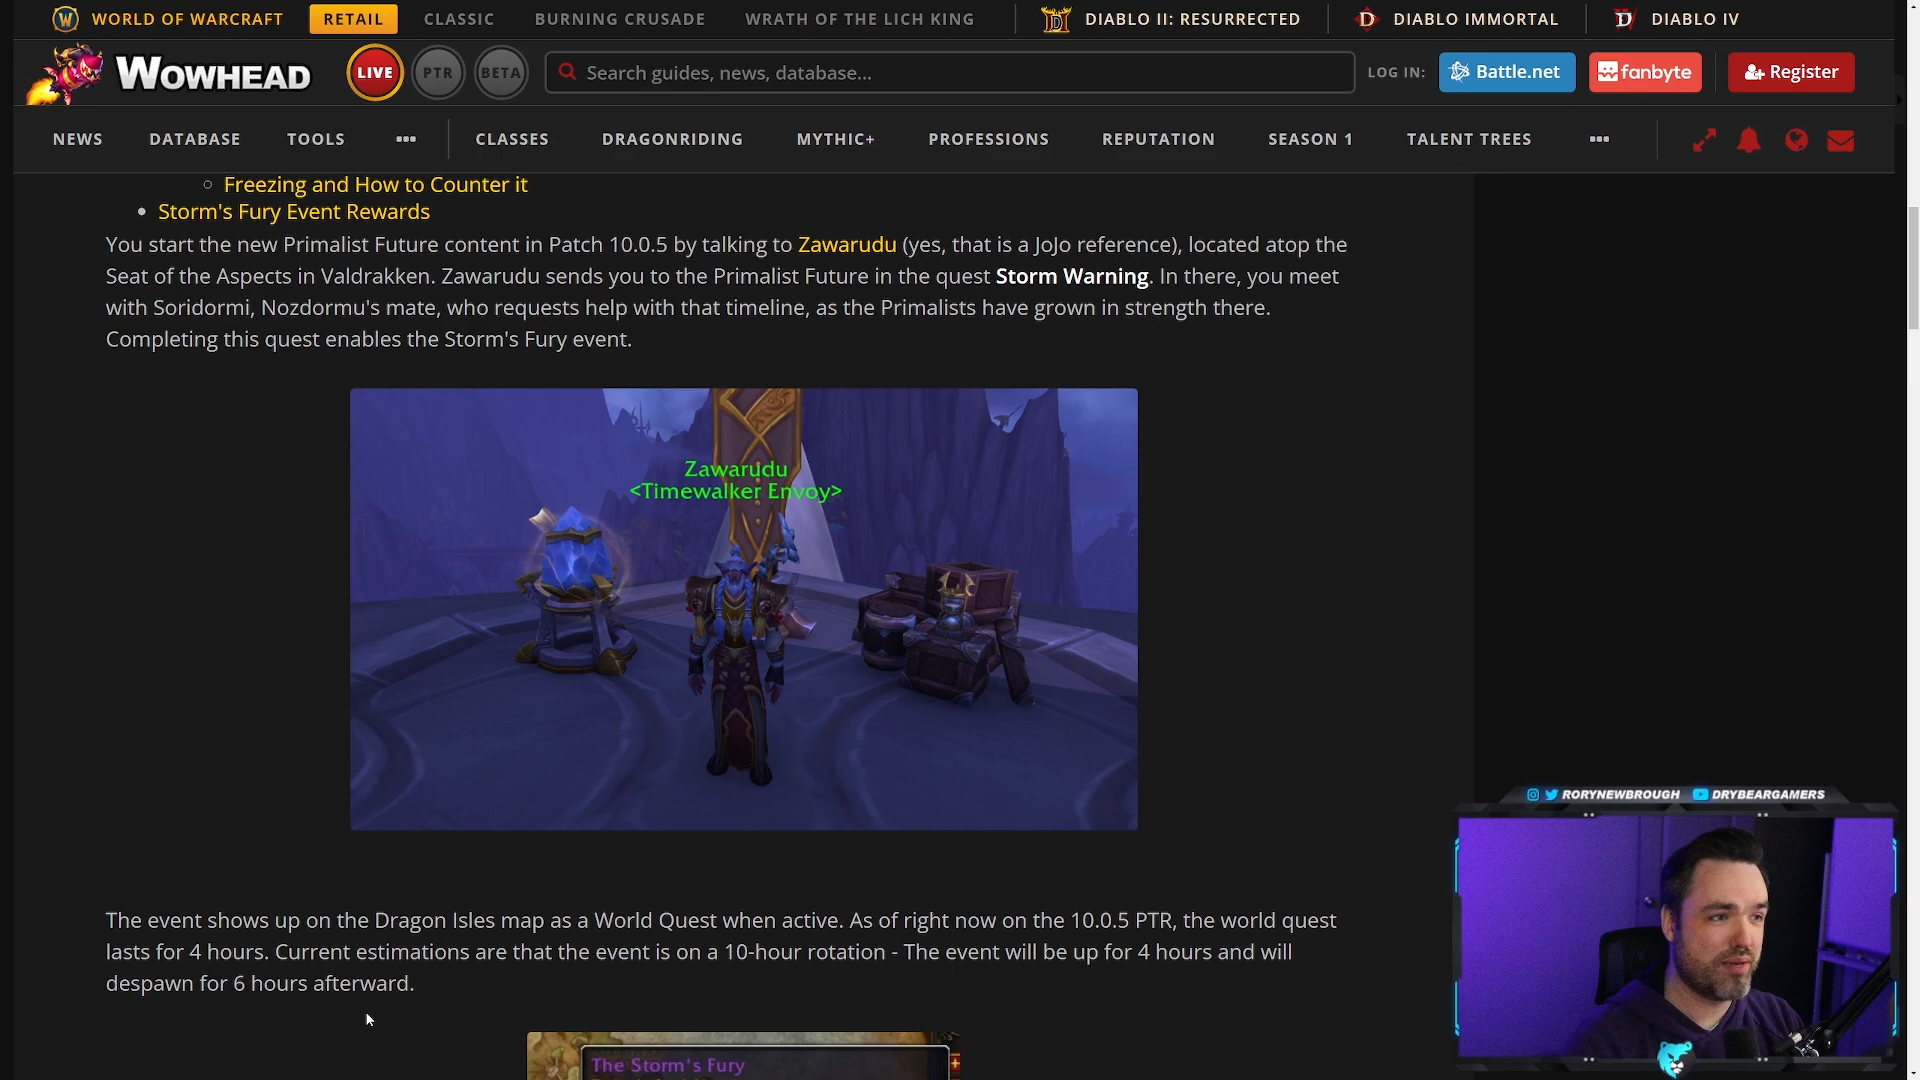 WORLD OF WARCRAFT RETAIL CLASSIC BURNING CRUSADE WRATH OF THE LICH KING DIABLO II: RESURRECTED DIABLO IMMORTAL DIABLO IV
WOWHEAD LIVE PTR BETA Search guides, news, database... LOG IN: Battle.net fanbyte Register
NEWS DATABASE TOOLS ••• CLASSES DRAGONRIDING MYTHIC+ PROFESSIONS REPUTATION SEASON 1 TALENT TREES •••
Freezing and How to Counter it
Storm's Fury Event Rewards
You start the new Primalist Future content in Patch 10.0.5 by talking to Zawarudu (yes, that is a JoJo reference), located atop the
Seat of the Aspects in Valdrakken. Zawarudu sends you to the Primalist Future in the quest Storm Warning. In there, you meet
with Soridormi, Nozdormu's mate, who requests help with that timeline, as the Primalists have grown in strength there.
Completing this quest enables the Storm's Fury event.
Zawarudu
<Timewalker Envoy>
RORYNEWBROUGH DRYBEARGAMERS
The event shows up on the Dragon Isles map as a World Quest when active. As of right now on the 10.0.5 PTR, the world quest
lasts for 4 hours. Current estimations are that the event is on a 10-hour rotation - The event will be up for 4 hours and will
despawn for 6 hours afterward.
The Storm's Fury